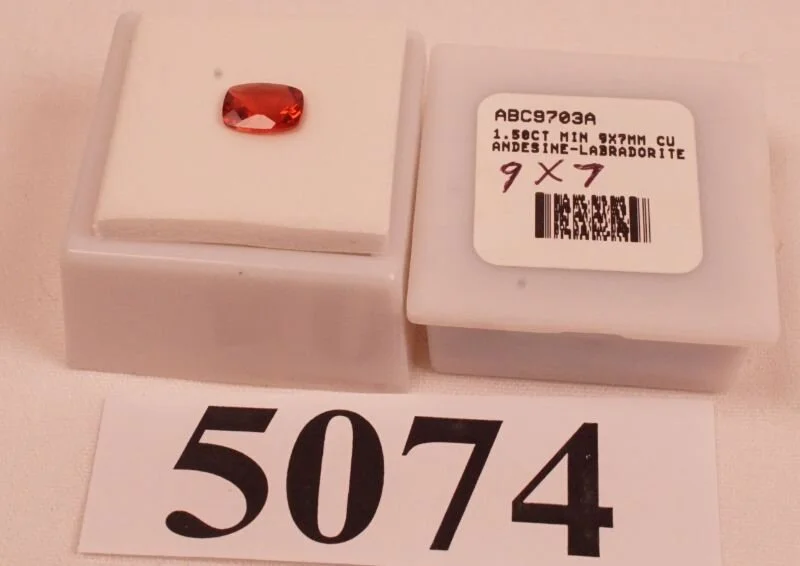 ABC9703A
1.50CT MIN 9X7MM CU
ANDESINE-LABRADORITE
9 X 7
5074